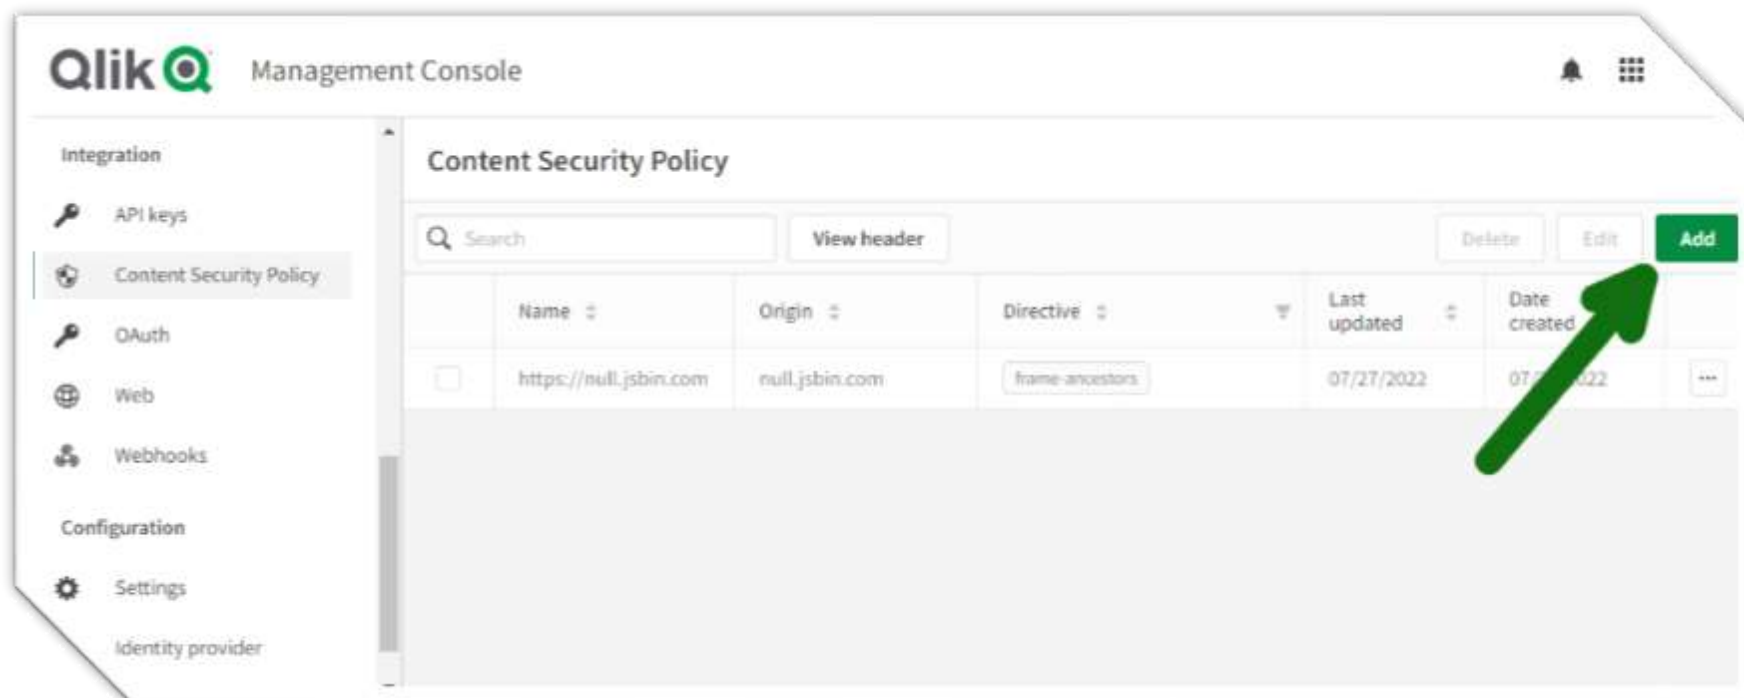 Qlik Management Console
Integration
API keys
Content Security Policy
OAuth
Web
Webhooks
Configuration
Settings
Identity provider
Content Security Policy
Search View header Delete Edit Add
Name Origin Directive Last updated Date created
https://null.jsbin.com null.jsbin.com frame-ancestors 07/27/2022